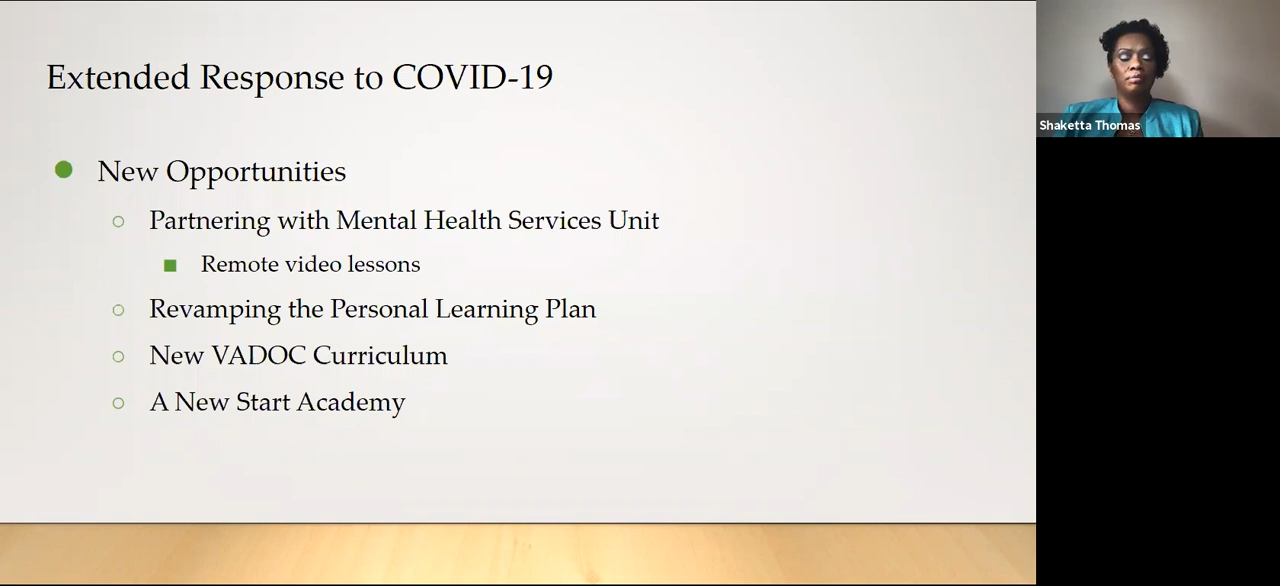 Extended Response to COVID-19
New Opportunities
Partnering with Mental Health Services Unit
Remote video lessons
Revamping the Personal Learning Plan
New VADOC Curriculum
A New Start Academy
Shaketta Thomas